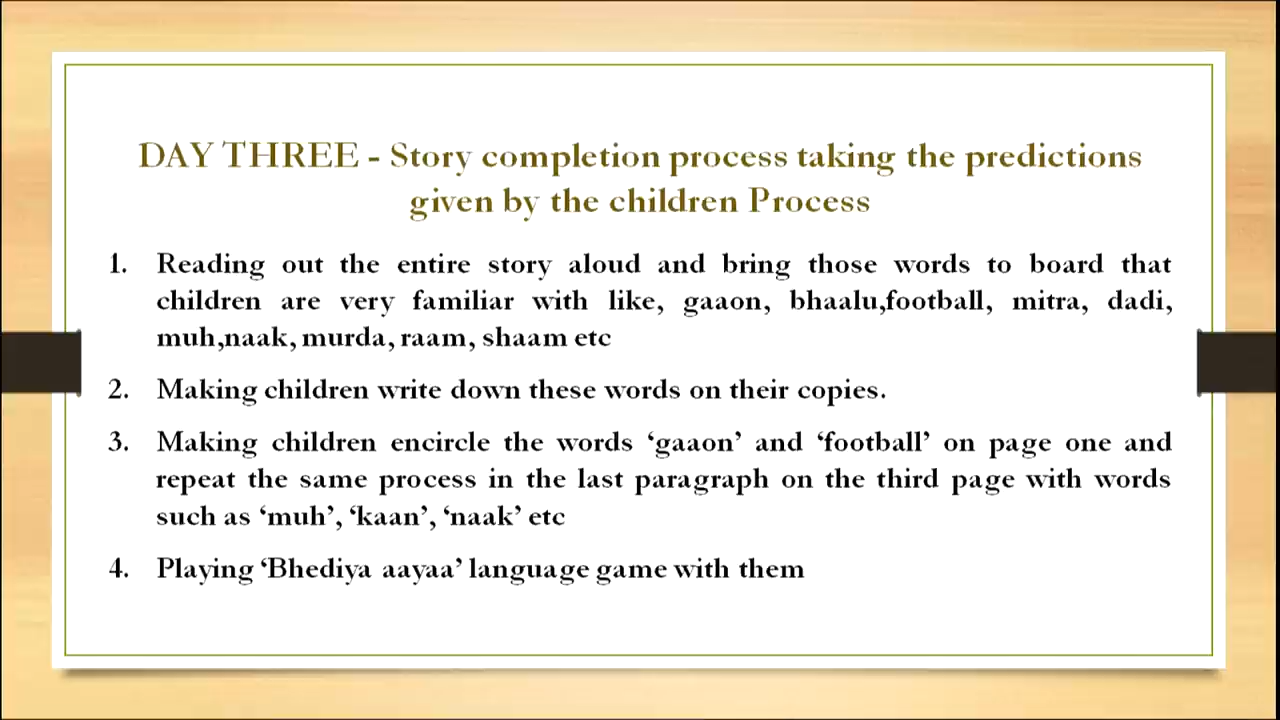 DAY THREE - Story completion process taking the predictions
given by the children Process
1. Reading out the entire story aloud and bring those words to board that
children are very familiar with like, gaaon, bhaalu,football, mitra, dadi,
muh,naak, murda, raam, shaam etc
2. Making children write down these words on their copies.
3. Making children encircle the words ‘gaaon’ and ‘football’ on page one and
repeat the same process in the last paragraph on the third page with words
such as ‘muh’, ‘kaan’, ‘naak’ etc
4. Playing ‘Bhediya aayaa’ language game with them